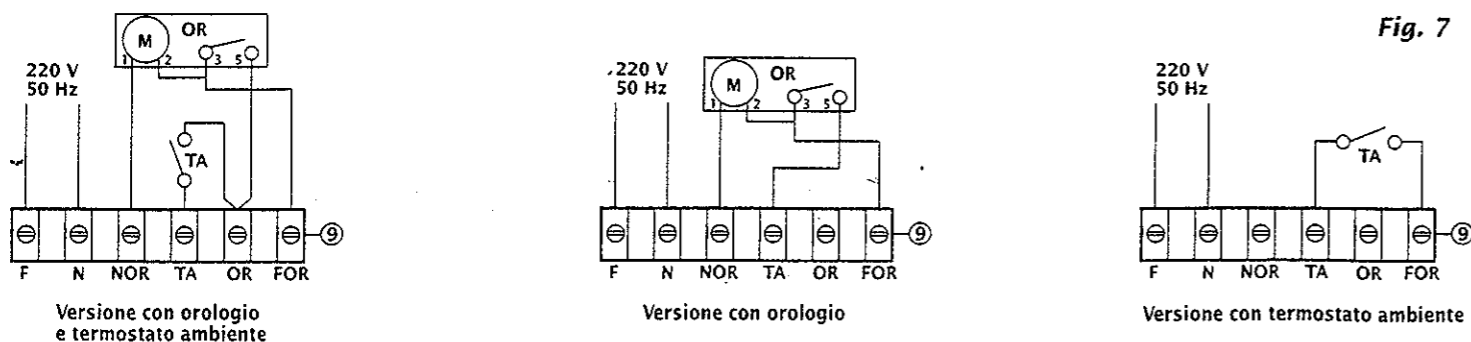 Fig. 7
OR
M
1 2 3 5
220 V
50 Hz
TA
9
F N NOR TA OR FOR
Versione con orologio
e termostato ambiente
220 V
50 Hz
OR
M
1 2 3 5
9
F N NOR TA OR FOR
Versione con orologio
220 V
50 Hz
TA
9
F N NOR TA OR FOR
Versione con termostato ambiente